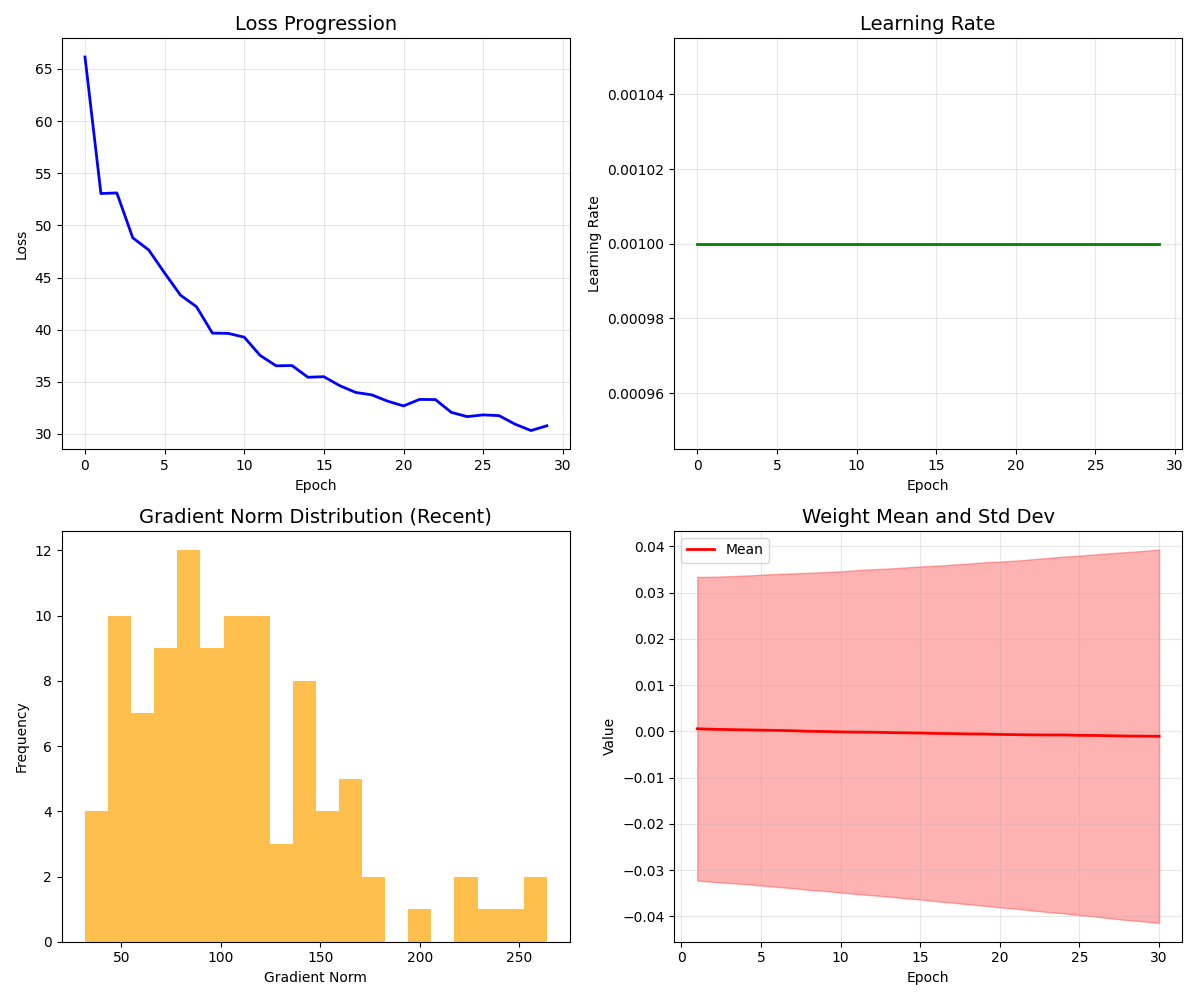 Loss Progression
65
60
55
50
45
40
35
30
Loss
0 5 10 15 20 25 30
Epoch
Learning Rate
0.00104
0.00102
0.00100
0.00098
0.00096
Learning Rate
0 5 10 15 20 25 30
Epoch
Gradient Norm Distribution (Recent)
12
10
8
6
4
2
0
Frequency
50 100 150 200 250
Gradient Norm
Weight Mean and Std Dev
Mean
0.04
0.03
0.02
0.01
0.00
−0.01
−0.02
−0.03
−0.04
Value
0 5 10 15 20 25 30
Epoch